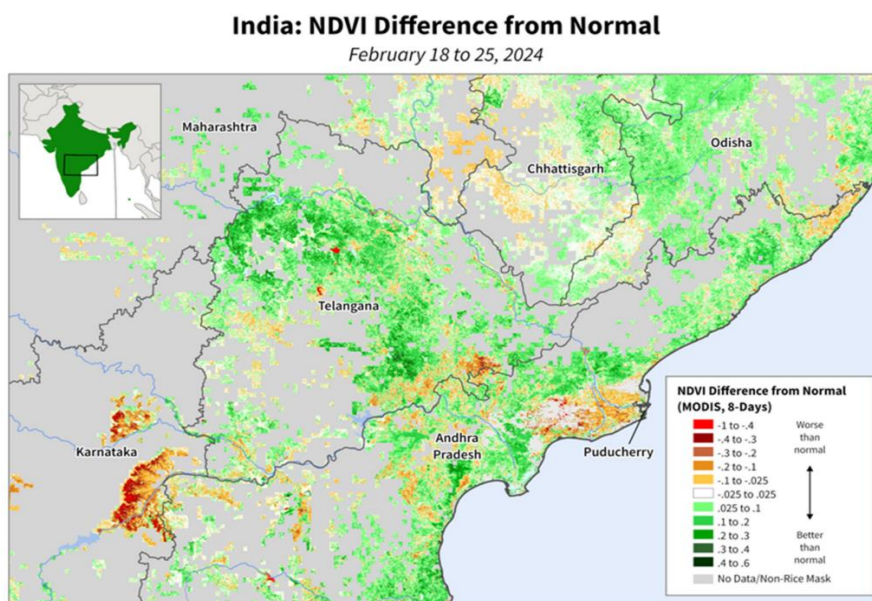 India: NDVI Difference from Normal
February 18 to 25, 2024
Maharashtra
Odisha
Chhattisgarh
Telangana
Karnataka
Andhra
Pradesh
Puducherry
NDVI Difference from Normal
(MODIS, 8-Days)
-1 to -.4
-.4 to -.3
-.3 to -.2
-.2 to -.1
-.1 to -.025
-.025 to .025
.025 to .1
.1 to .2
.2 to .3
.3 to .4
.4 to .6
No Data/Non-Rice Mask
Worse
than
normal
Better
than
normal